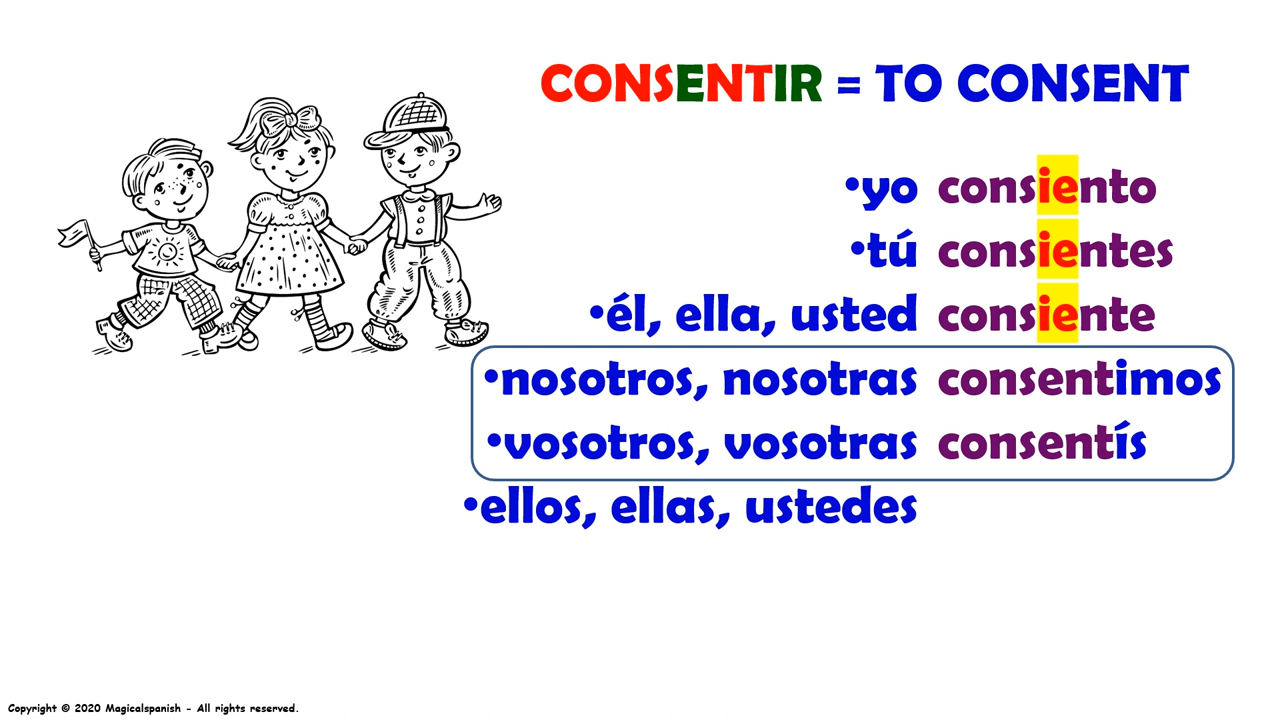 CONSENTIR = TO CONSENT
•yo consiento
•tú consientes
•él, ella, usted consiente
•nosotros, nosotras consentimos
•vosotros, vosotras consentís
•ellos, ellas, ustedes
Copyright © 2020 Magicalspanish - All rights reserved.